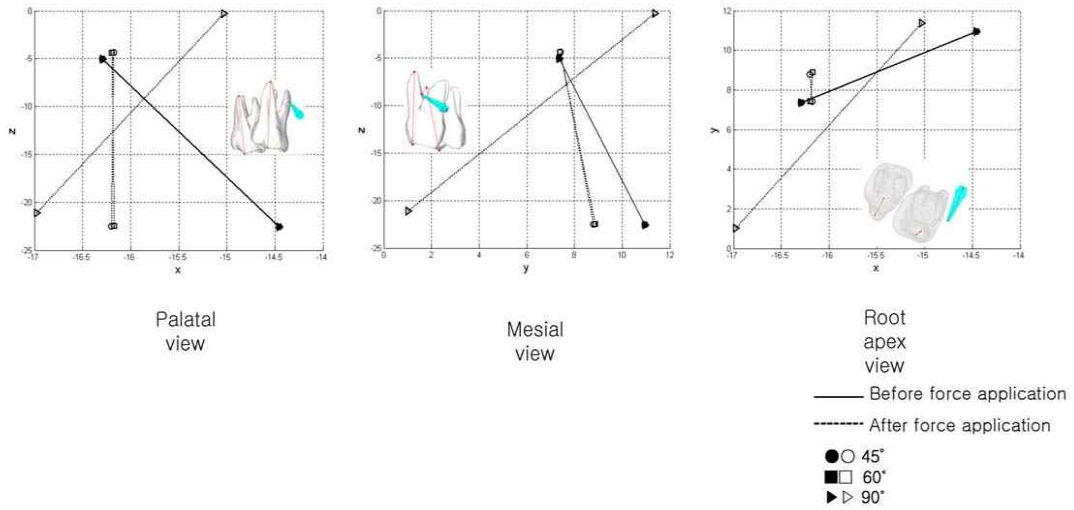 0
-5
-10
-15
-20
-25
z
-17 -16.5 -16 -15.5 -15 -14.5 -14
x
0
-5
-10
-15
-20
-25
z
0 2 4 6 8 10 12
y
12
10
8
6
4
2
0
y
-17 -16.5 -16 -15.5 -15 -14.5 -14
x
Palatal
view
Mesial
view
Root
apex
view
Before force application
After force application
45°
60°
90°